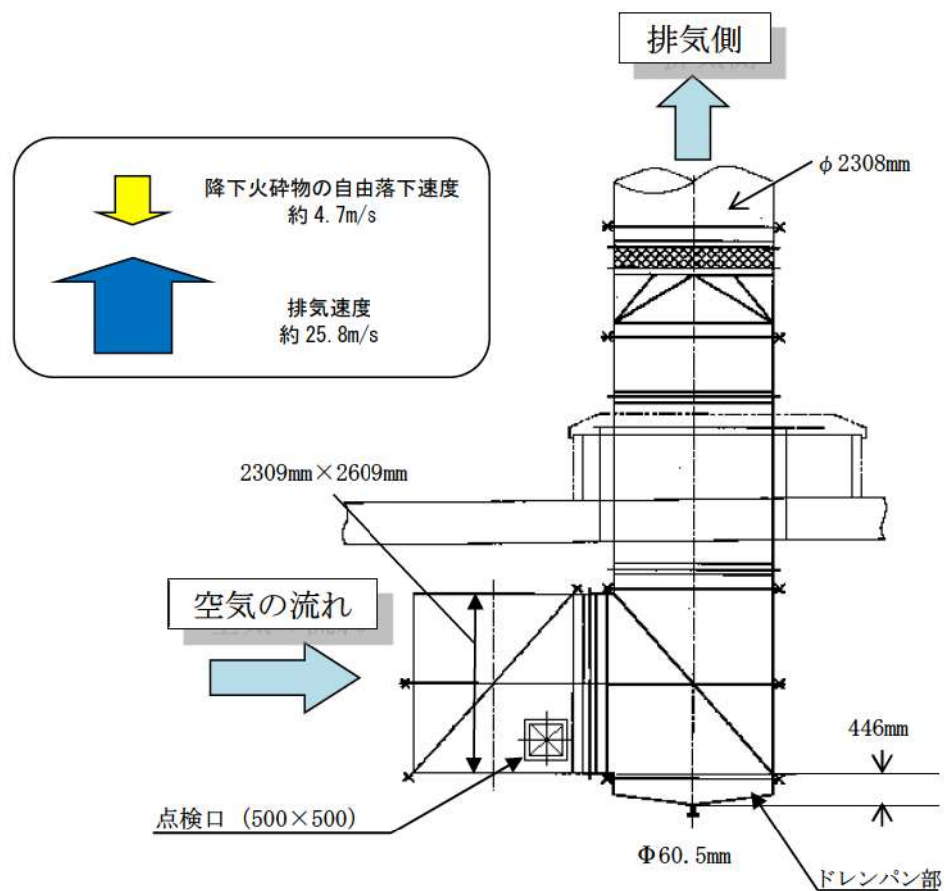 排気側
φ2308mm
降下火砕物の自由落下速度
約 4.7m/s
排気速度
約 25.8m/s
2309mm×2609mm
空気の流れ
446mm
点検口（500×500）
Φ60.5mm
ドレンパン部